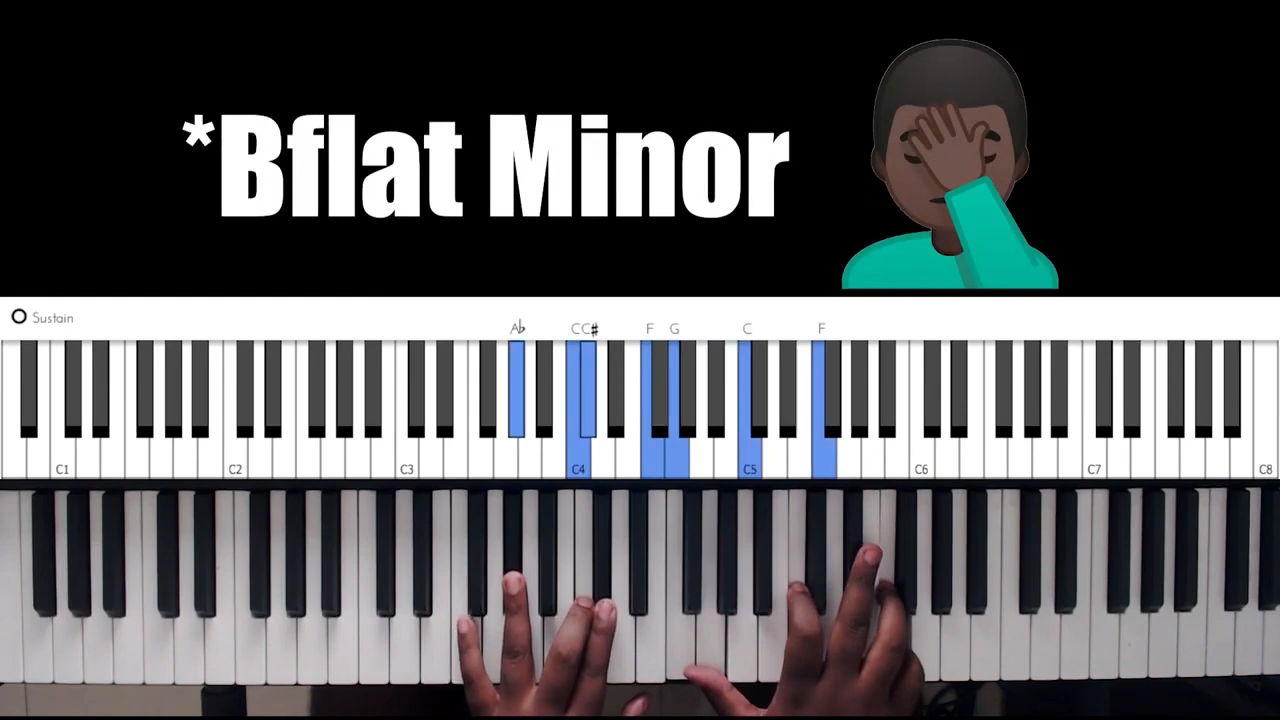 *Bflat Minor
Sustain
A♭ C C♯ F G C F
C1 C2 C3 C4 C5 C6 C7 C8